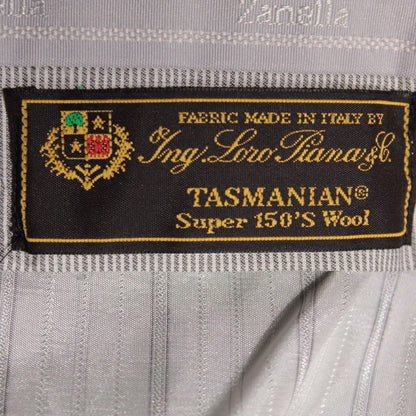 Zanella
FABRIC MADE IN ITALY BY
Ing. Loro Piana & C.
TASMANIAN®
Super 150'S Wool